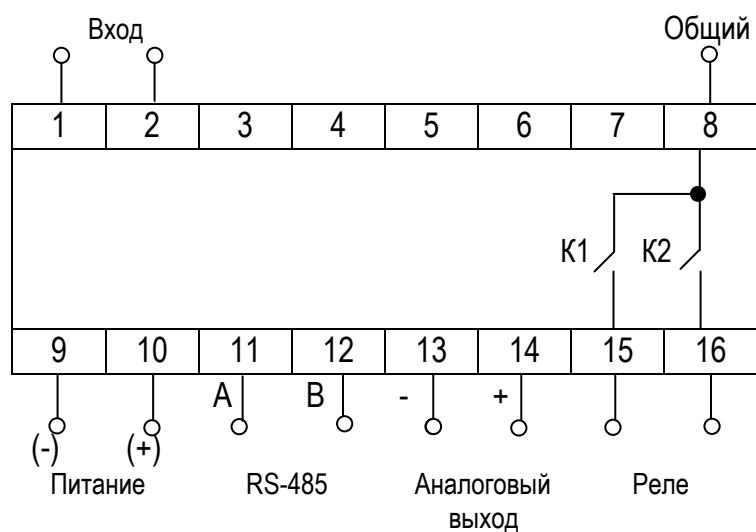 Вход Общий
1 2 3 4 5 6 7 8
К1 К2
9 10 11 12 13 14 15 16
А В - +
(-) (+)
Питание RS-485 Аналоговый Реле
выход